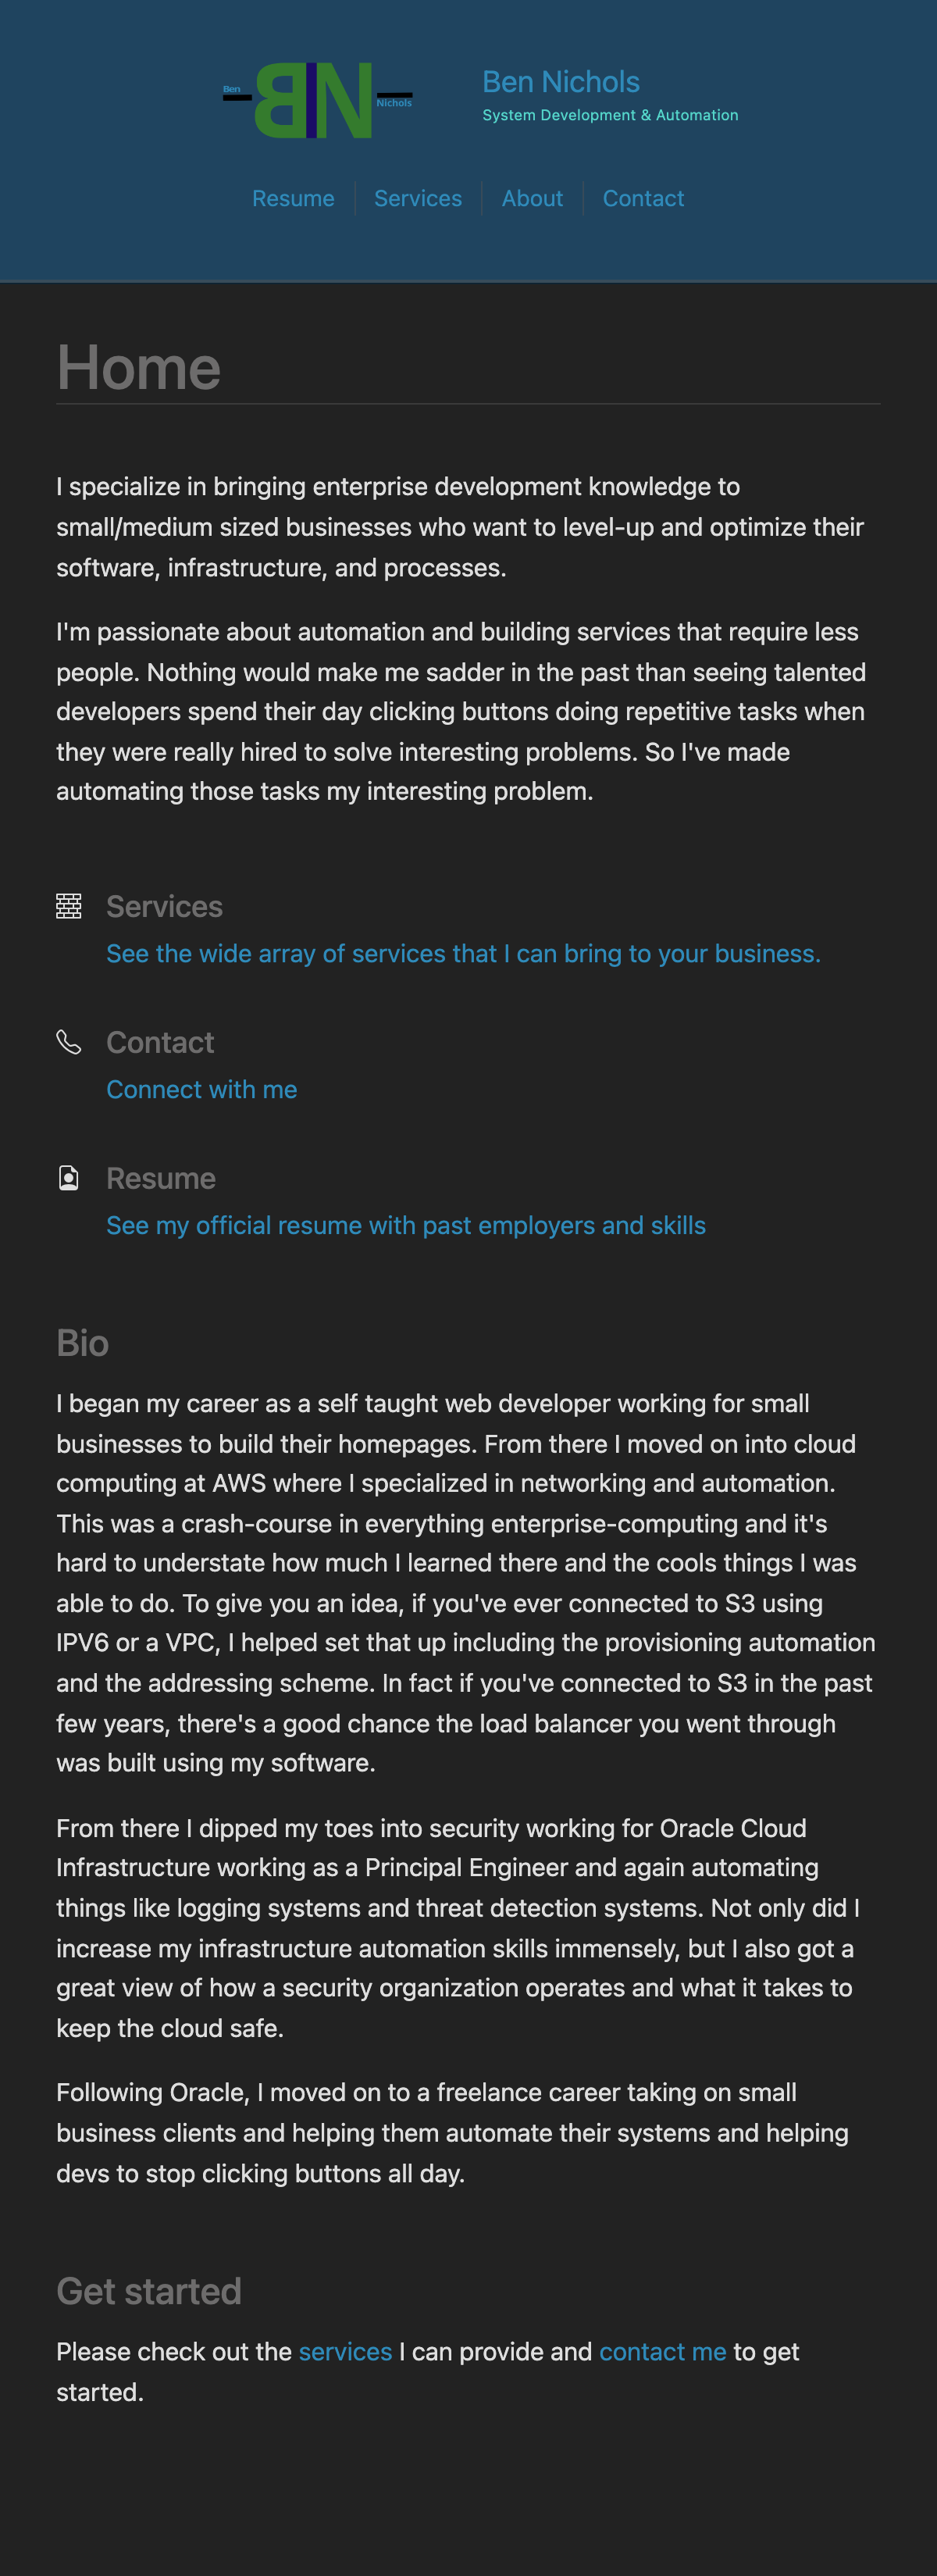 Ben
BN
Nichols
Ben Nichols
System Development & Automation
Resume
Services
About
Contact
Home
I specialize in bringing enterprise development knowledge to
small/medium sized businesses who want to level-up and optimize their
software, infrastructure, and processes.
I'm passionate about automation and building services that require less
people. Nothing would make me sadder in the past than seeing talented
developers spend their day clicking buttons doing repetitive tasks when
they were really hired to solve interesting problems. So I've made
automating those tasks my interesting problem.
Services
See the wide array of services that I can bring to your business.
Contact
Connect with me
Resume
See my official resume with past employers and skills
Bio
I began my career as a self taught web developer working for small
businesses to build their homepages. From there I moved on into cloud
computing at AWS where I specialized in networking and automation.
This was a crash-course in everything enterprise-computing and it's
hard to understate how much I learned there and the cools things I was
able to do. To give you an idea, if you've ever connected to S3 using
IPV6 or a VPC, I helped set that up including the provisioning automation
and the addressing scheme. In fact if you've connected to S3 in the past
few years, there's a good chance the load balancer you went through
was built using my software.
From there I dipped my toes into security working for Oracle Cloud
Infrastructure working as a Principal Engineer and again automating
things like logging systems and threat detection systems. Not only did I
increase my infrastructure automation skills immensely, but I also got a
great view of how a security organization operates and what it takes to
keep the cloud safe.
Following Oracle, I moved on to a freelance career taking on small
business clients and helping them automate their systems and helping
devs to stop clicking buttons all day.
Get started
Please check out the services I can provide and contact me to get
started.